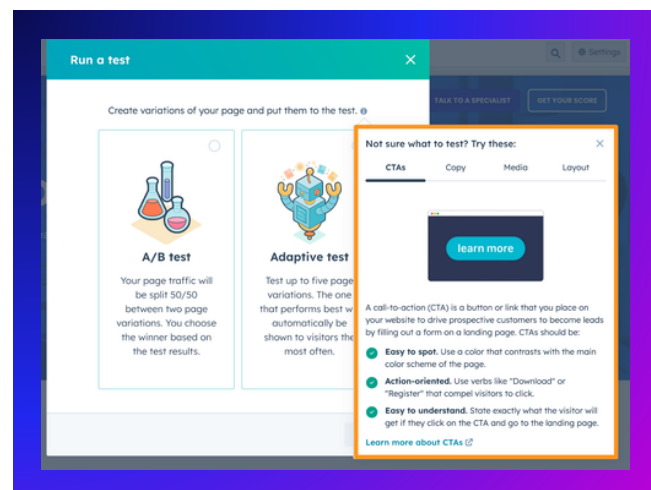 Run a test
Settings
TALK TO A SPECIALIST
GET YOUR SCORE
Create variations of your page and put them to the test.
A/B test
Your page traffic will
be split 50/50
between two page
variations. You choose
the winner based on
the test results.
Adaptive test
Test up to five page
variations. The one
that performs best w
automatically be
shown to visitors the
most often.
Not sure what to test? Try these:
CTAs Copy Media Layout
learn more
A call-to-action (CTA) is a button or link that you place on
your website to drive prospective customers to become leads
by filling out a form on a landing page. CTAs should be:
Easy to spot. Use a color that contrasts with the main
color scheme of the page.
Action-oriented. Use verbs like "Download" or
"Register" that compel visitors to click.
Easy to understand. State exactly what the visitor will
get if they click on the CTA and go to the landing page.
Learn more about CTAs